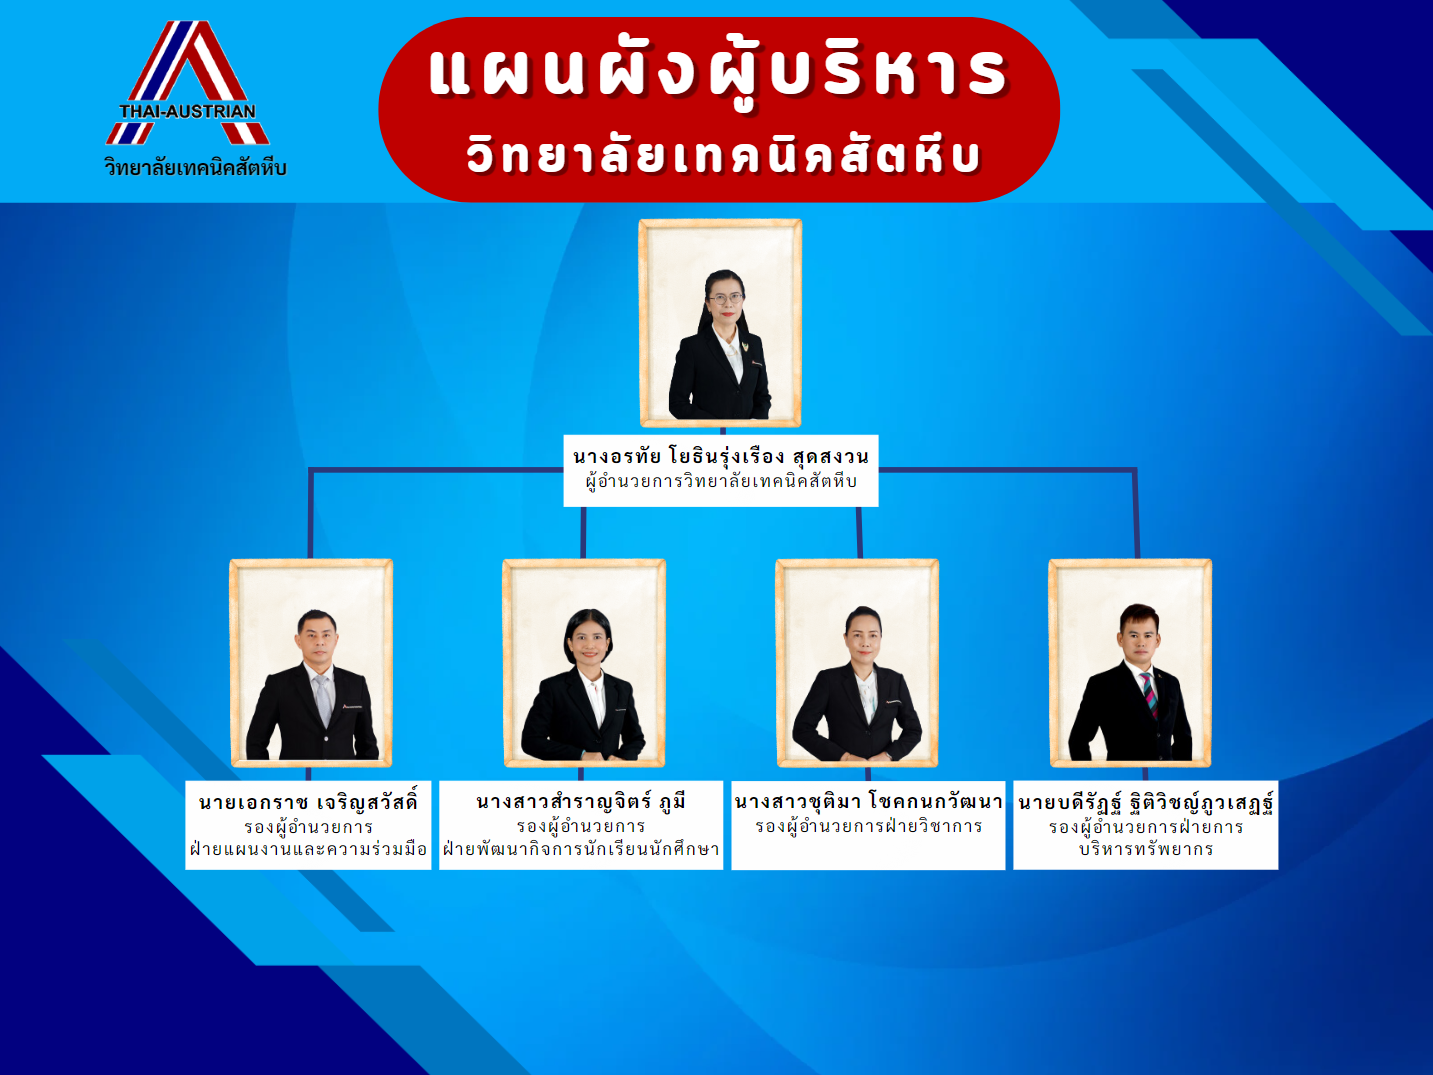 THAI-AUSTRIAN
วิทยาลัยเทคนิคสัตหีบ
แผนผังผู้บริหาร
วิทยาลัยเทคนิคสัตหีบ
นางอรทัย โยธินรุ่งเรือง สุดสงวน
ผู้อำนวยการวิทยาลัยเทคนิคสัตหีบ
นายเอกราช เจริญสวัสดิ์
รองผู้อำนวยการ
ฝ่ายแผนงานและความร่วมมือ
นางสาวสำราญจิตร์ ภูมี
รองผู้อำนวยการ
ฝ่ายพัฒนากิจการนักเรียนนักศึกษา
นางสาวชุติมา โชคกนกวัฒนา
รองผู้อำนวยการฝ่ายวิชาการ
นายบดีรัฏฐ์ ฐิติวิชญ์ภูวเสฏฐ์
รองผู้อำนวยการฝ่ายการ
บริหารทรัพยากร